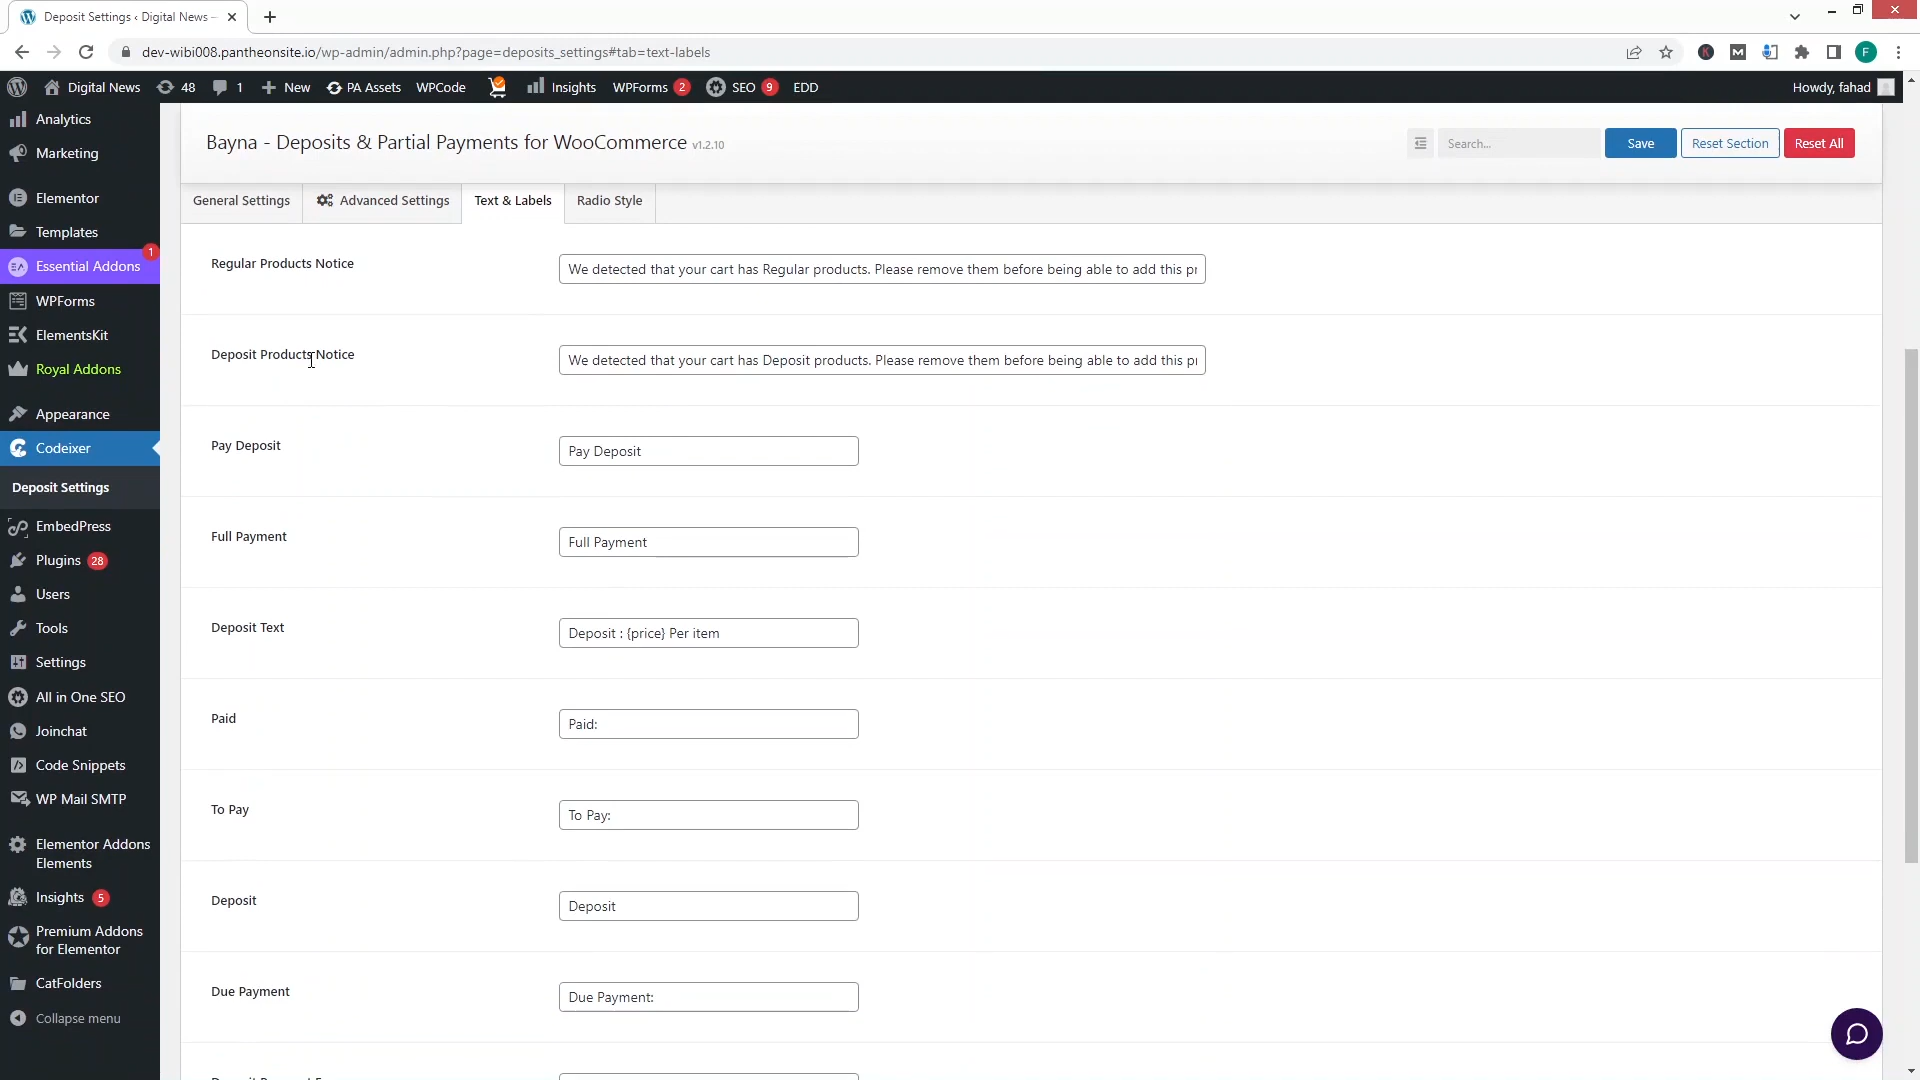 Deposit Settings ‹ Digital News –
dev-wibi008.pantheonsite.io/wp-admin/admin.php?page=deposits_settings#tab=text-labels
F
Digital News 48 1 New PA Assets WPCode Insights WPForms 2 SEO 9 EDD Howdy, fahad
Analytics
Marketing
Elementor
Templates
Essential Addons 1
WPForms
ElementsKit
Royal Addons
Appearance
Codeixer
Deposit Settings
EmbedPress
Plugins 28
Users
Tools
Settings
All in One SEO
Joinchat
Code Snippets
WP Mail SMTP
Elementor Addons
Elements
Insights 5
Premium Addons
for Elementor
CatFolders
Collapse menu
Bayna - Deposits & Partial Payments for WooCommerce v1.2.10
Search... Save Reset Section Reset All
General Settings Advanced Settings Text & Labels Radio Style
Regular Products Notice
We detected that your cart has Regular products. Please remove them before being able to add this pr
Deposit Products Notice
We detected that your cart has Deposit products. Please remove them before being able to add this pr
Pay Deposit
Pay Deposit
Full Payment
Full Payment
Deposit Text
Deposit : {price} Per item
Paid
Paid:
To Pay
To Pay:
Deposit
Deposit
Due Payment
Due Payment: